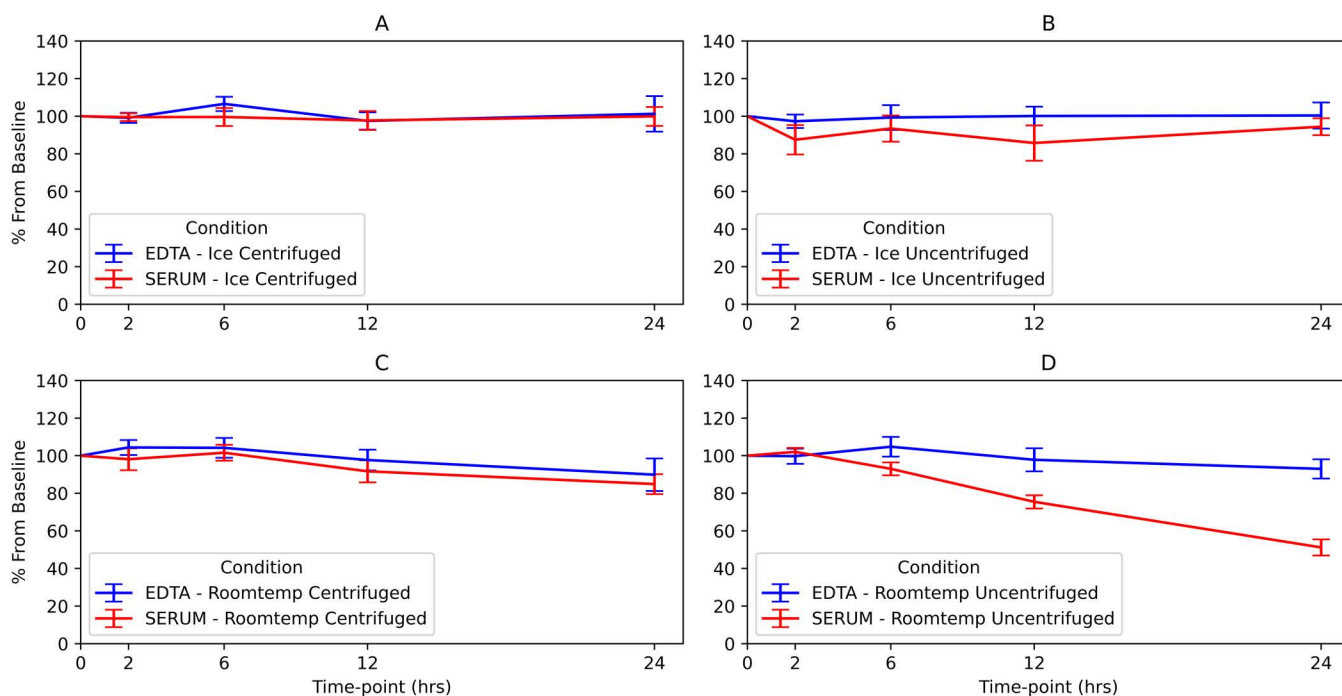 A
140
120
100
80
60
40
20
0
% From Baseline
Condition
EDTA - Ice Centrifuged
SERUM - Ice Centrifuged
0 2 6 12 24
B
140
120
100
80
60
40
20
0
Condition
EDTA - Ice Uncentrifuged
SERUM - Ice Uncentrifuged
0 2 6 12 24
C
140
120
100
80
60
40
20
0
% From Baseline
Condition
EDTA - Roomtemp Centrifuged
SERUM - Roomtemp Centrifuged
0 2 6 12 24
Time-point (hrs)
D
140
120
100
80
60
40
20
0
Condition
EDTA - Roomtemp Uncentrifuged
SERUM - Roomtemp Uncentrifuged
0 2 6 12 24
Time-point (hrs)